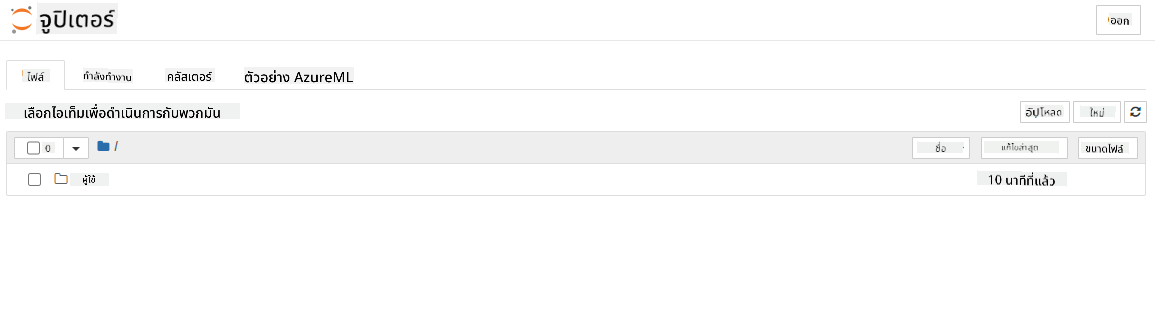 จูปิเตอร์
ออก
ไฟล์ กำลังทำงาน คลัสเตอร์ ตัวอย่าง AzureML
เลือกไอเท็มเพื่อดำเนินการกับพวกมัน
อัปโหลด ใหม่
0 / ชื่อ แก้ไขล่าสุด ขนาดไฟล์
ผู้ใช้ 10 นาทีที่แล้ว